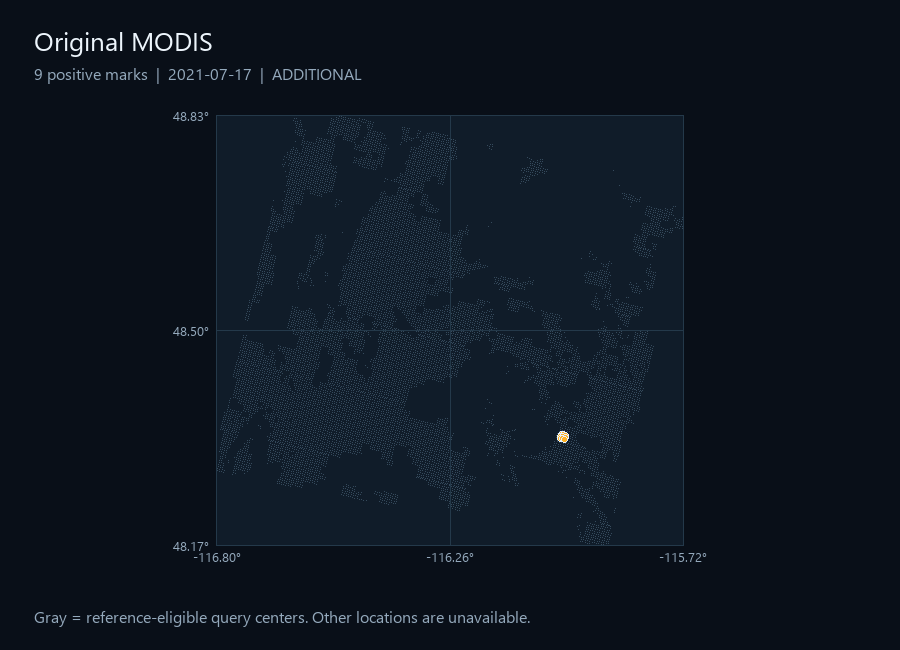 Original MODIS
9 positive marks | 2021-07-17 | ADDITIONAL
48.83°
48.50°
48.17°
-116.80° -116.26° -115.72°
Gray = reference-eligible query centers. Other locations are unavailable.